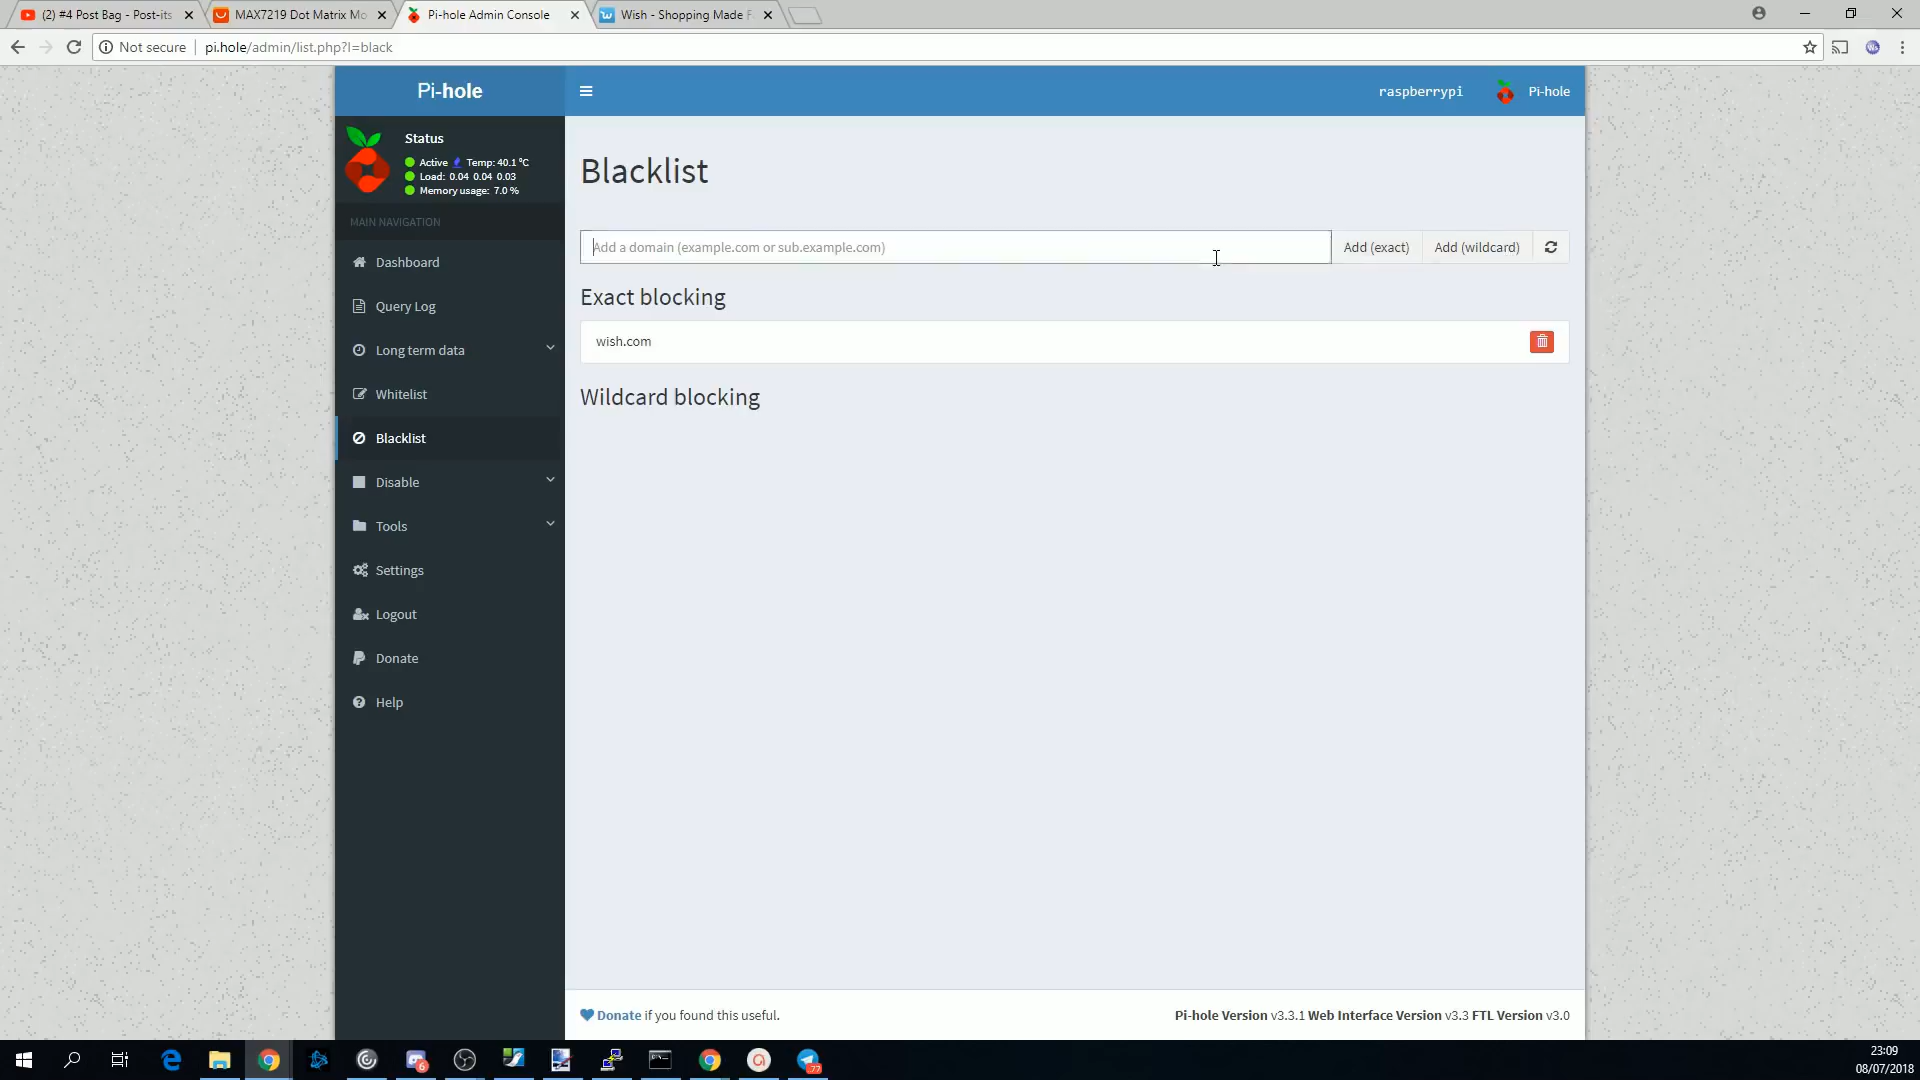 (2) #4 Post Bag - Post-its
MAX7219 Dot Matrix Mo
Pi-hole Admin Console
Wish - Shopping Made F
Not secure
pi.hole/admin/list.php?l=black
Pi-hole
raspberrypi
Pi-hole
Status
Active Temp: 40.1 °C
Load: 0.04 0.04 0.03
Memory usage: 7.0 %
MAIN NAVIGATION
Dashboard
Query Log
Long term data
Whitelist
Blacklist
Disable
Tools
Settings
Logout
Donate
Help
Blacklist
Add a domain (example.com or sub.example.com)
Add (exact)
Add (wildcard)
Exact blocking
wish.com
Wildcard blocking
Donate if you found this useful.
Pi-hole Version v3.3.1 Web Interface Version v3.3 FTL Version v3.0
6
77
23:09
08/07/2018